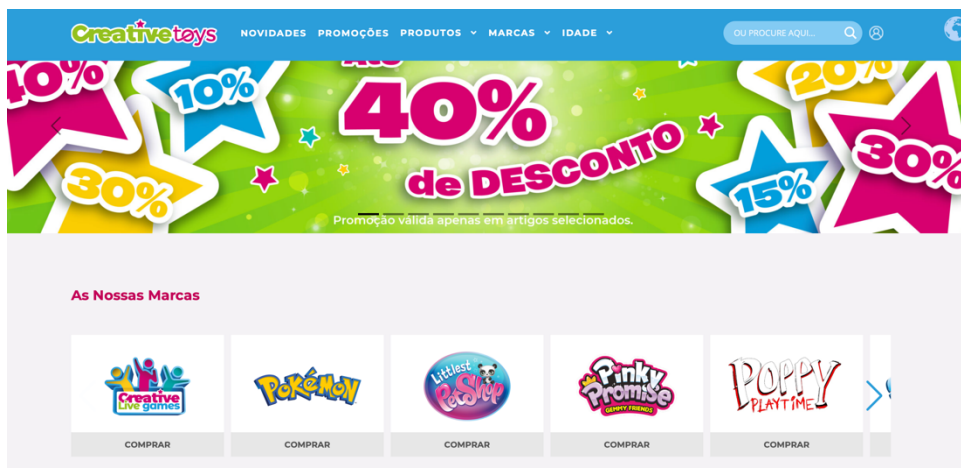 Creativetoys
NOVIDADES PROMOÇÕES PRODUTOS MARCAS IDADE
OU PROCURE AQUI...
40%
10%
30%
ATÉ
40%
de DESCONTO
20%
15%
30%
Promoção válida apenas em artigos selecionados.
As Nossas Marcas
Creative
Live games
POKéMON
Littlest
PetShop
Pinky
Promise
GEMMY FRIENDS
POPPY
PLAYTIME
COMPRAR
COMPRAR
COMPRAR
COMPRAR
COMPRAR